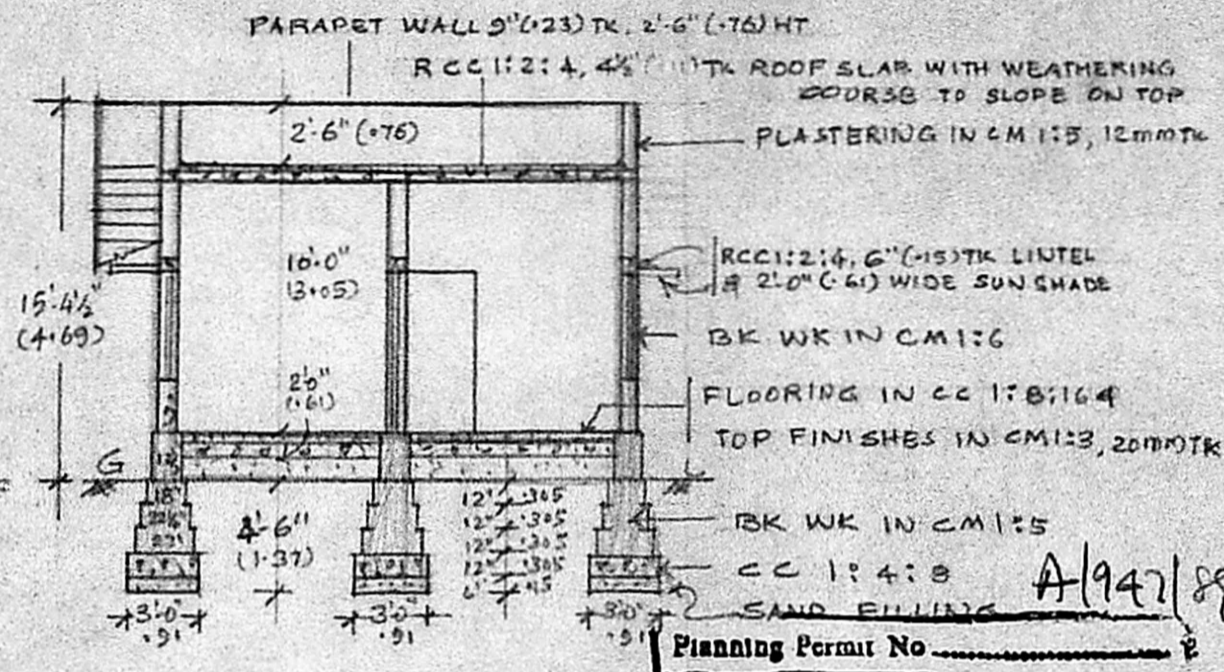 PARAPET WALL 9"(·23) TK, 2'-6" (·76) HT
RCC 1:2:4, 4½" TK ROOF SLAB WITH WEATHERING
COURSE TO SLOPE ON TOP
2'-6" (·76)
PLASTERING IN CM 1:5, 12mm TK
10'-0"
(3·05)
RCC 1:2:4, 6"(·15) TK LINTEL
2'-0" (·61) WIDE SUN SHADE
15'-4½"
(4·69)
BK WK IN CM 1:6
2'-0"
(·61)
FLOORING IN CC 1:8:16 &
TOP FINISHES IN CM 1:3, 20mm TK
G
18"
4'-6"
(1·37)
12" ·305
12" ·305
12" ·305
12" ·305
BK WK IN CM 1:5
CC 1:4:8
SAND FILLING
3'-0"
·91
3'-0"
·91
3'-0"
·91
A/947/89
Planning Permit No